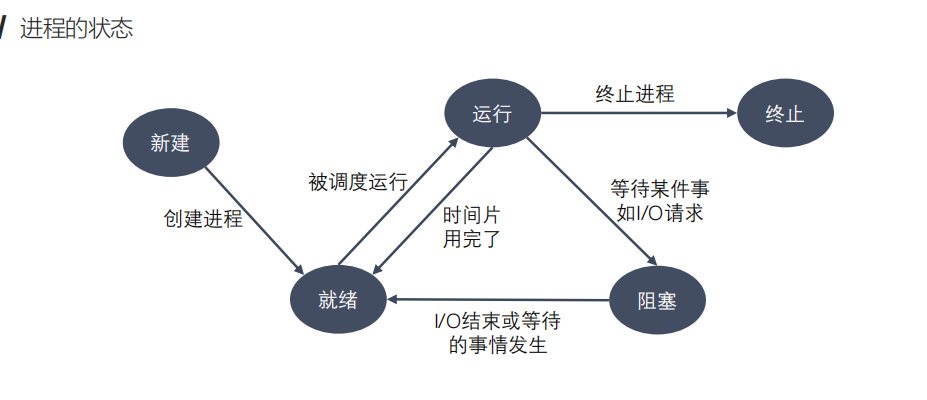 进程的状态
终止进程
运行
终止
新建
被调度运行
等待某件事
如I/O请求
创建进程
时间片
用完了
就绪
阻塞
I/O结束或等待
的事情发生